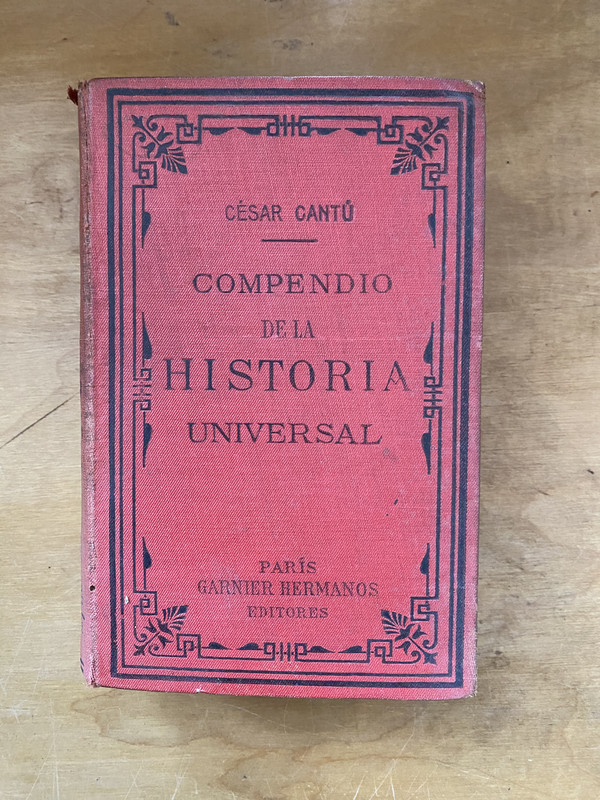 CÉSAR CANTÚ
COMPENDIO
DE LA
HISTORIA
UNIVERSAL
PARÍS
GARNIER HERMANOS
EDITORES